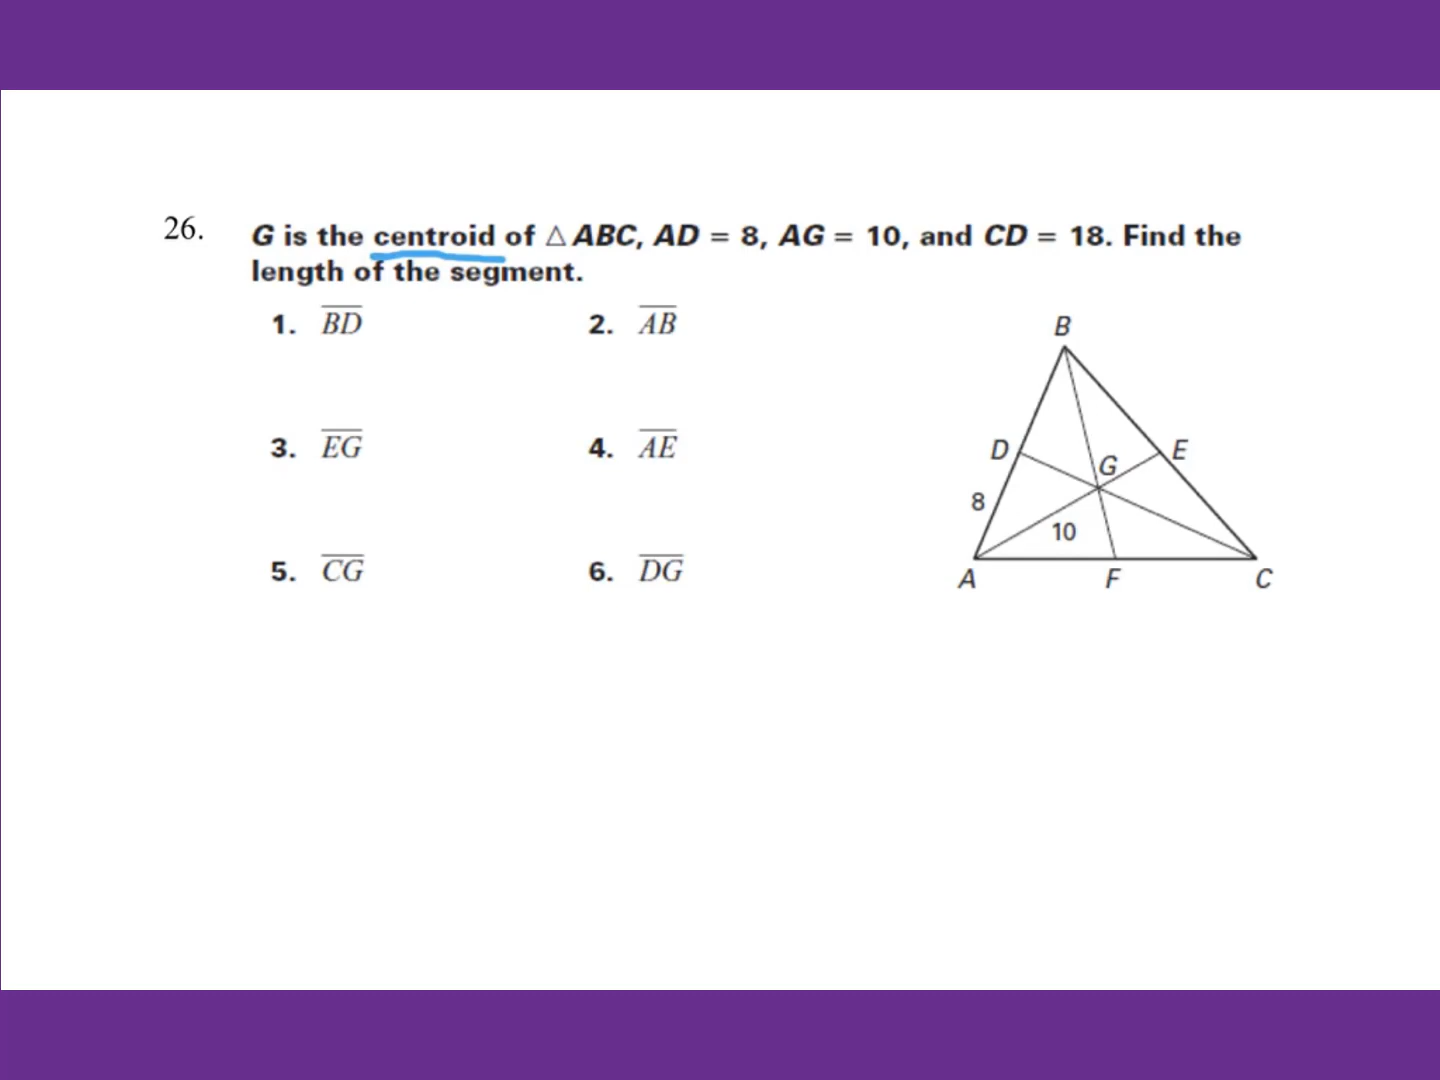 26. G is the centroid of △ ABC, AD = 8, AG = 10, and CD = 18. Find the
length of the segment.
1. BD 2. AB
B
3. EG 4. AE
D G E
8
10
5. CG 6. DG
A F C